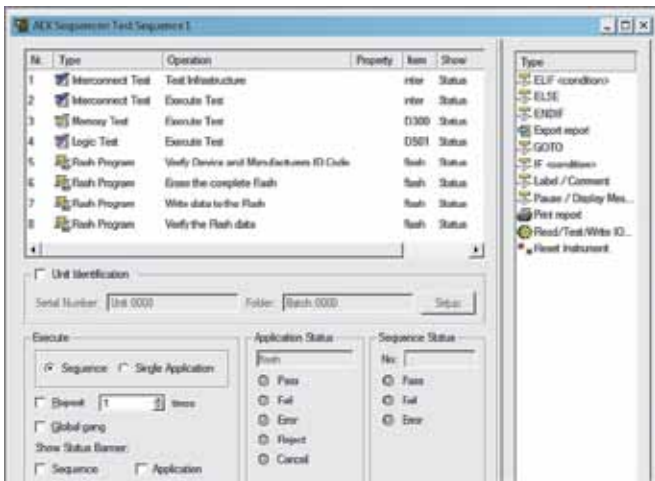 AEX Sequencer Test Sequence 1
Nr. Type Operation Property Item Show
1 Interconnect Test Test Infrastructure inter Status
2 Interconnect Test Execute Test inter Status
3 Memory Test Execute Test D300 Status
4 Logic Test Execute Test D501 Status
5 Flash Program Verify Device and Manufacturers ID Code flash Status
6 Flash Program Erase the complete Flash flash Status
7 Flash Program Write data to the Flash flash Status
8 Flash Program Verify the Flash data flash Status
Unit Identification
Serial Number: Unit 0000 Folder: Batch 0000 Setup
Execute
Sequence Single Application
Repeat 1 times
Global gang
Show Status Banner:
Sequence Application
Application Status
flash
Pass
Fail
Error
Reject
Cancel
Sequence Status
No:
Pass
Fail
Error
Type
ELIF <condition>
ELSE
ENDIF
Export report
GOTO
IF <condition>
Label / Comment
Pause / Display Mes...
Print report
Read/Test/Write IO...
Reset Instrument